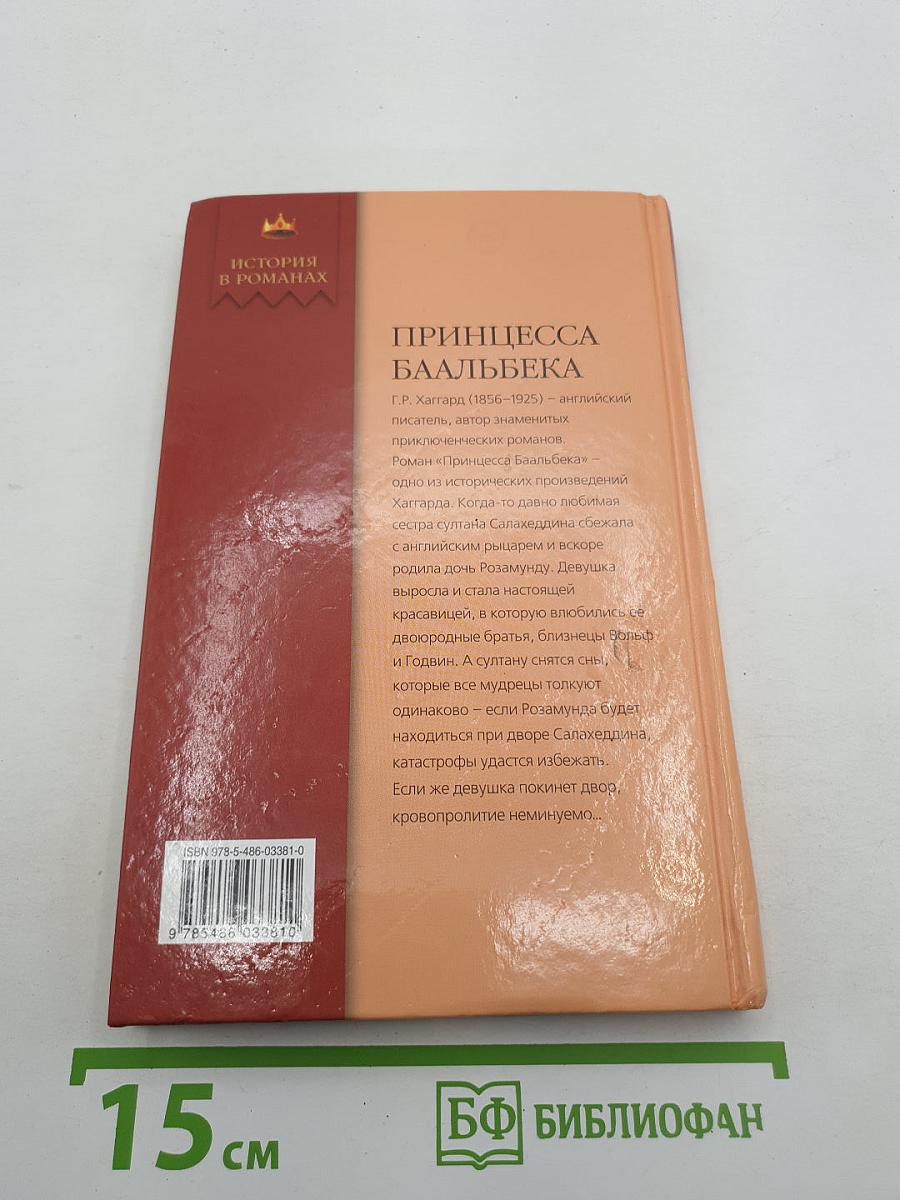 ИСТОРИЯ
В РОМАНАХ
ПРИНЦЕССА
БААЛЬБЕКА
Г.Р. Хаггард (1856–1925) – английский
писатель, автор знаменитых
приключенческих романов.
Роман «Принцесса Баальбека» –
одно из исторических произведений
Хаггарда. Когда-то давно любимая
сестра султана Салахеддина сбежала
с английским рыцарем и вскоре
родила дочь Розамунду. Девушка
выросла и стала настоящей
красавицей, в которую влюбились ее
двоюродные братья, близнецы Вольф
и Годвин. А султану снятся сны,
которые все мудрецы толкуют
одинаково – если Розамунда будет
находиться при дворе Салахеддина,
катастрофы удастся избежать.
Если же девушка покинет двор,
кровопролитие неминуемо...
ISBN 978-5-486-03381-0
9 785486 033810
15 см
БФ БИБЛИОФАН